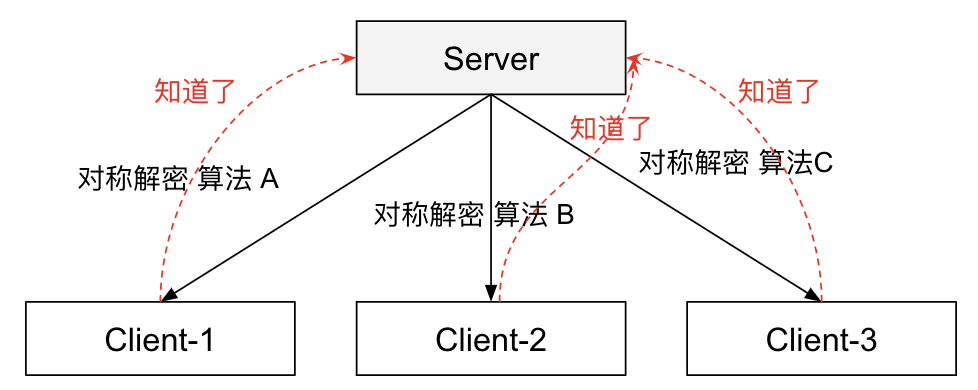 Server
知道了
知道了
知道了
对称解密 算法 A
对称解密 算法 B
对称解密 算法C
Client-1
Client-2
Client-3